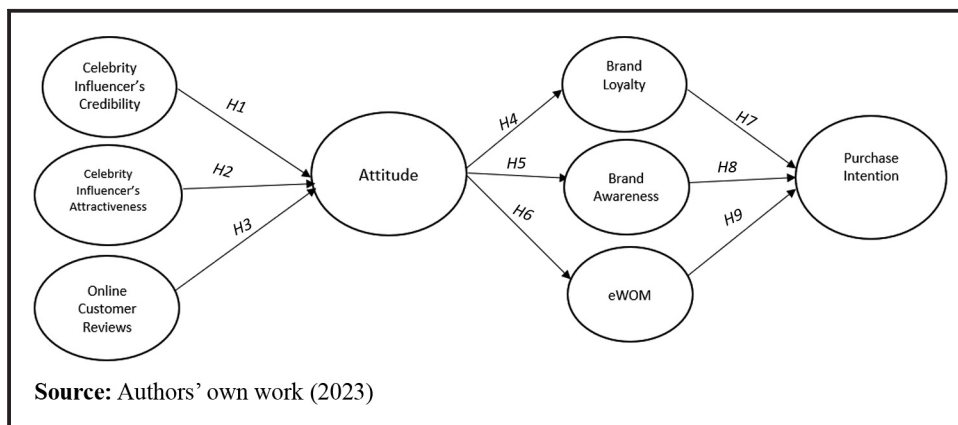 Celebrity
Influencer's
Credibility
Celebrity
Influencer's
Attractiveness
Online
Customer
Reviews
H1
H2
H3
Attitude
H4
H5
H6
Brand
Loyalty
Brand
Awareness
eWOM
H7
H8
H9
Purchase
Intention
Source: Authors' own work (2023)